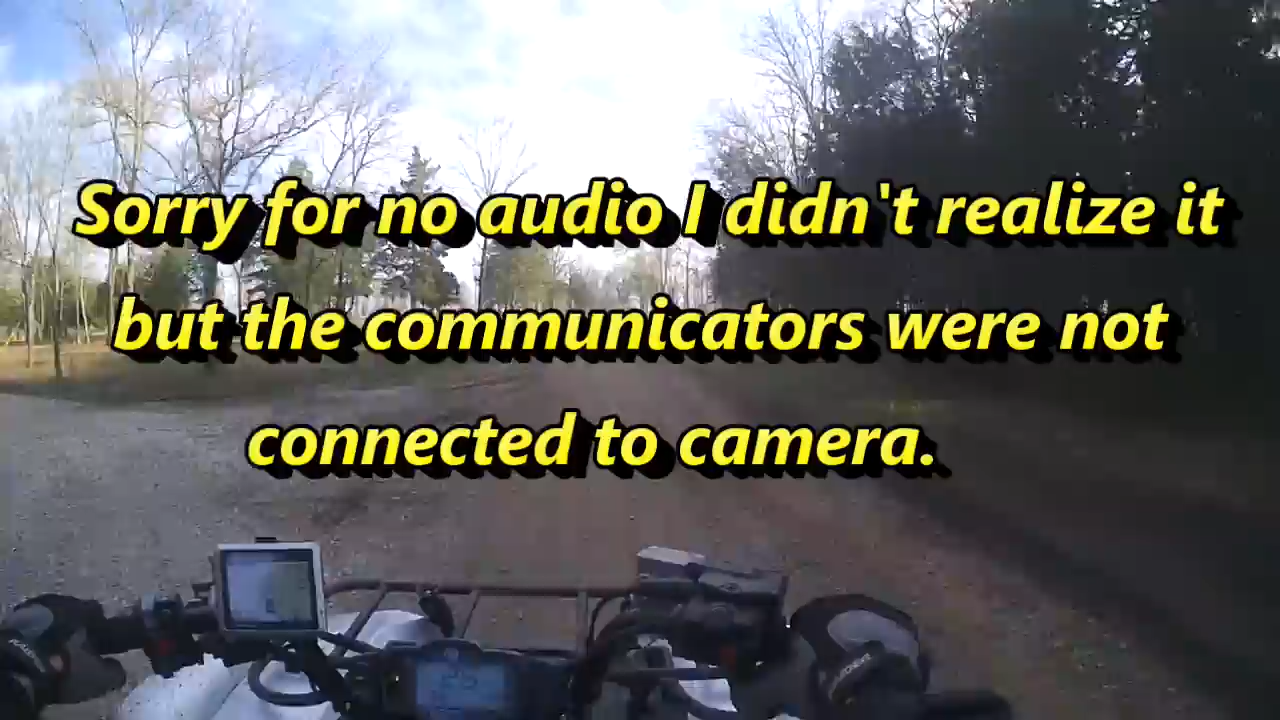 Sorry for no audio I didn't realize it
but the communicators were not
connected to camera.